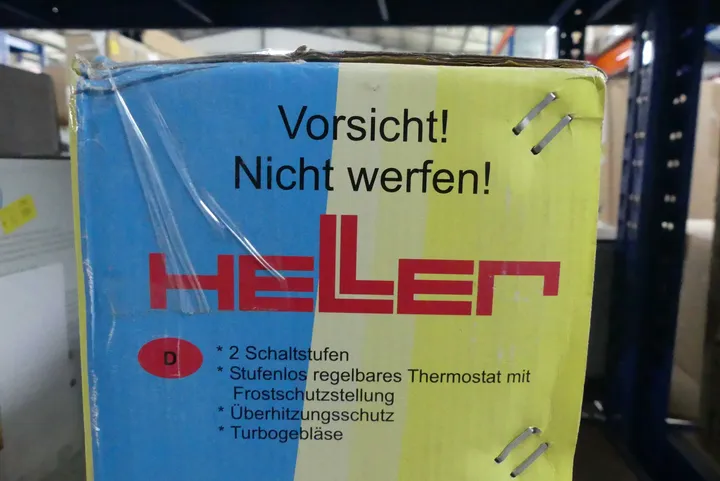 Vorsicht!
Nicht werfen!
HELLER
D
* 2 Schaltstufen
* Stufenlos regelbares Thermostat mit
Frostschutzstellung
* Überhitzungsschutz
* Turbogebläse